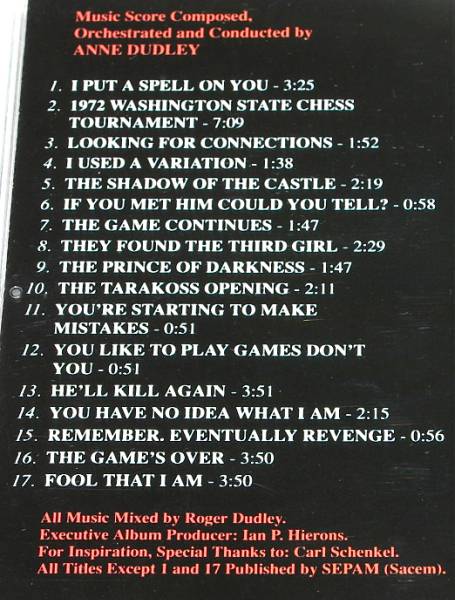 Music Score Composed,
Orchestrated and Conducted by
ANNE DUDLEY
1. I PUT A SPELL ON YOU - 3:25
2. 1972 WASHINGTON STATE CHESS
TOURNAMENT - 7:09
3. LOOKING FOR CONNECTIONS - 1:52
4. I USED A VARIATION - 1:38
5. THE SHADOW OF THE CASTLE - 2:19
6. IF YOU MET HIM COULD YOU TELL? - 0:58
7. THE GAME CONTINUES - 1:47
8. THEY FOUND THE THIRD GIRL - 2:29
9. THE PRINCE OF DARKNESS - 1:47
10. THE TARAKOSS OPENING - 2:11
11. YOU'RE STARTING TO MAKE
MISTAKES - 0:51
12. YOU LIKE TO PLAY GAMES DON'T
YOU - 0:51
13. HE'LL KILL AGAIN - 3:51
14. YOU HAVE NO IDEA WHAT I AM - 2:15
15. REMEMBER. EVENTUALLY REVENGE - 0:56
16. THE GAME'S OVER - 3:50
17. FOOL THAT I AM - 3:50
All Music Mixed by Roger Dudley.
Executive Album Producer: Ian P. Hierons.
For Inspiration, Special Thanks to: Carl Schenkel.
All Titles Except 1 and 17 Published by SEPAM (Sacem).